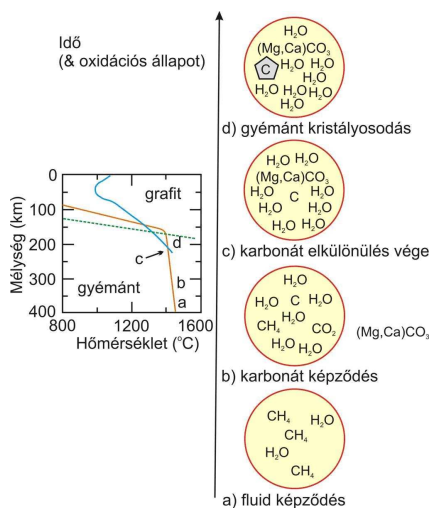 Idő
(& oxidációs állapot)
H₂O
(Mg,Ca)CO₃
C H₂O H₂O
H₂O
H₂O H₂O H₂O
H₂O
d) gyémánt kristályosodás
H₂O H₂O
(Mg,Ca)CO₃
H₂O C H₂O
H₂O H₂O
H₂O H₂O
c) karbonát elkülönülés vége
H₂O
H₂O C H₂O
CH₄ H₂O CO₂
H₂O H₂O
(Mg,Ca)CO₃
b) karbonát képződés
CH₄ H₂O
CH₄
H₂O
CH₄
a) fluid képződés
Mélység (km)
0
100
200
300
400
grafit
gyémánt
d
c
b
a
800 1200 1600
Hőmérséklet (°C)